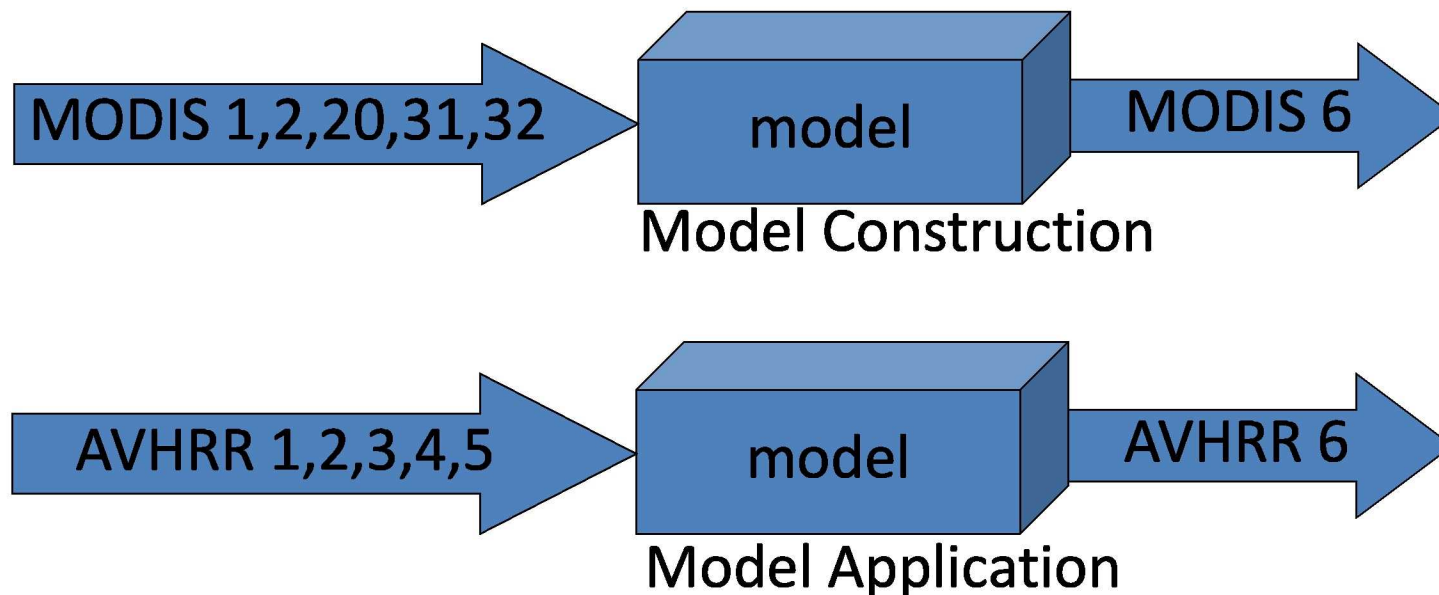 MODIS 1,2,20,31,32
model
MODIS 6
Model Construction
AVHRR 1,2,3,4,5
model
AVHRR 6
Model Application